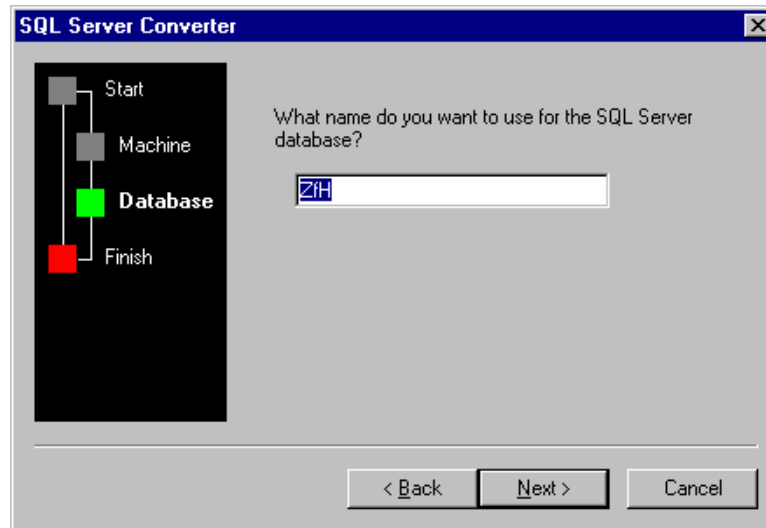 SQL Server Converter
Start
Machine
Database
Finish
What name do you want to use for the SQL Server
database?
ZfH
< Back
Next >
Cancel